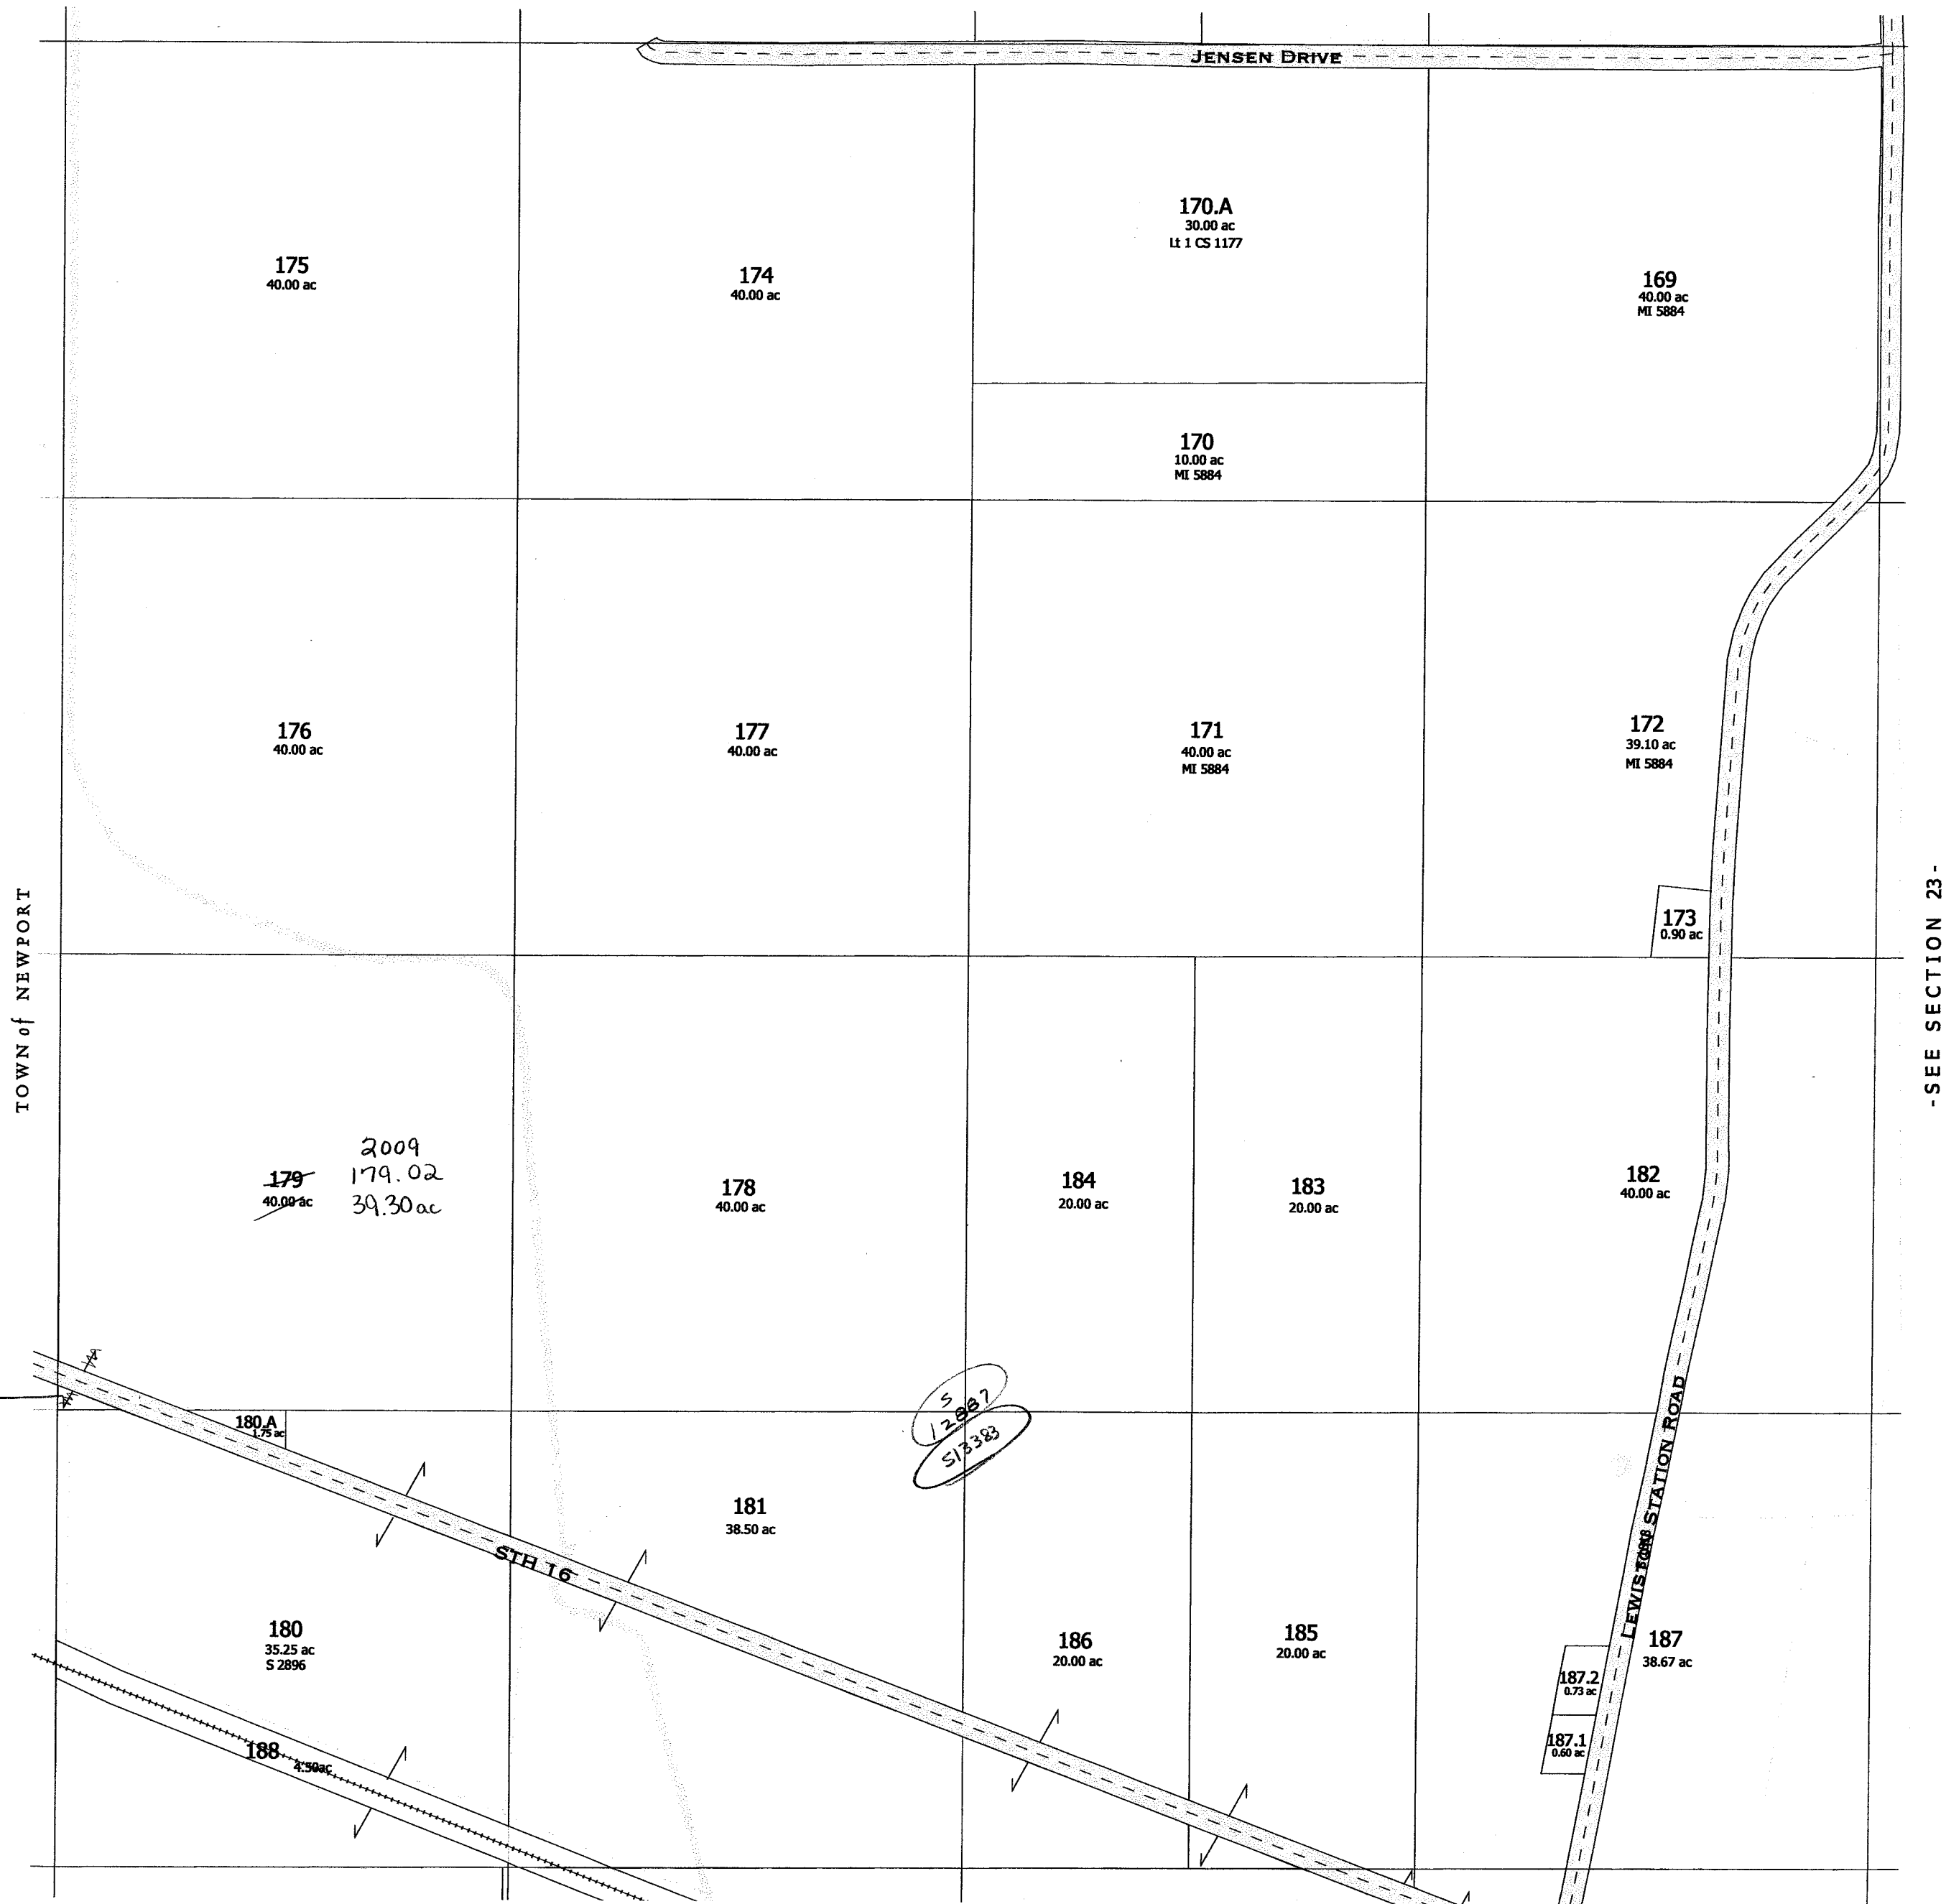 JENSEN DRIVE
175
40.00 ac
174
40.00 ac
170.A
30.00 ac
Lt 1 CS 1177
169
40.00 ac
MI 5884
170
10.00 ac
MI 5884
176
40.00 ac
177
40.00 ac
171
40.00 ac
MI 5884
172
39.10 ac
MI 5884
173
0.90 ac
TOWN of NEWPORT
-SEE SECTION 23-
179
40.00 ac
2009
179.02
39.30 ac
178
40.00 ac
184
20.00 ac
183
20.00 ac
182
40.00 ac
180.A
1.75 ac
S
12887
S13383
181
38.50 ac
STH 16
LEWISTON STATION ROAD
180
35.25 ac
S 2896
186
20.00 ac
185
20.00 ac
187
38.67 ac
187.2
0.73 ac
187.1
0.60 ac
188
4.50ac